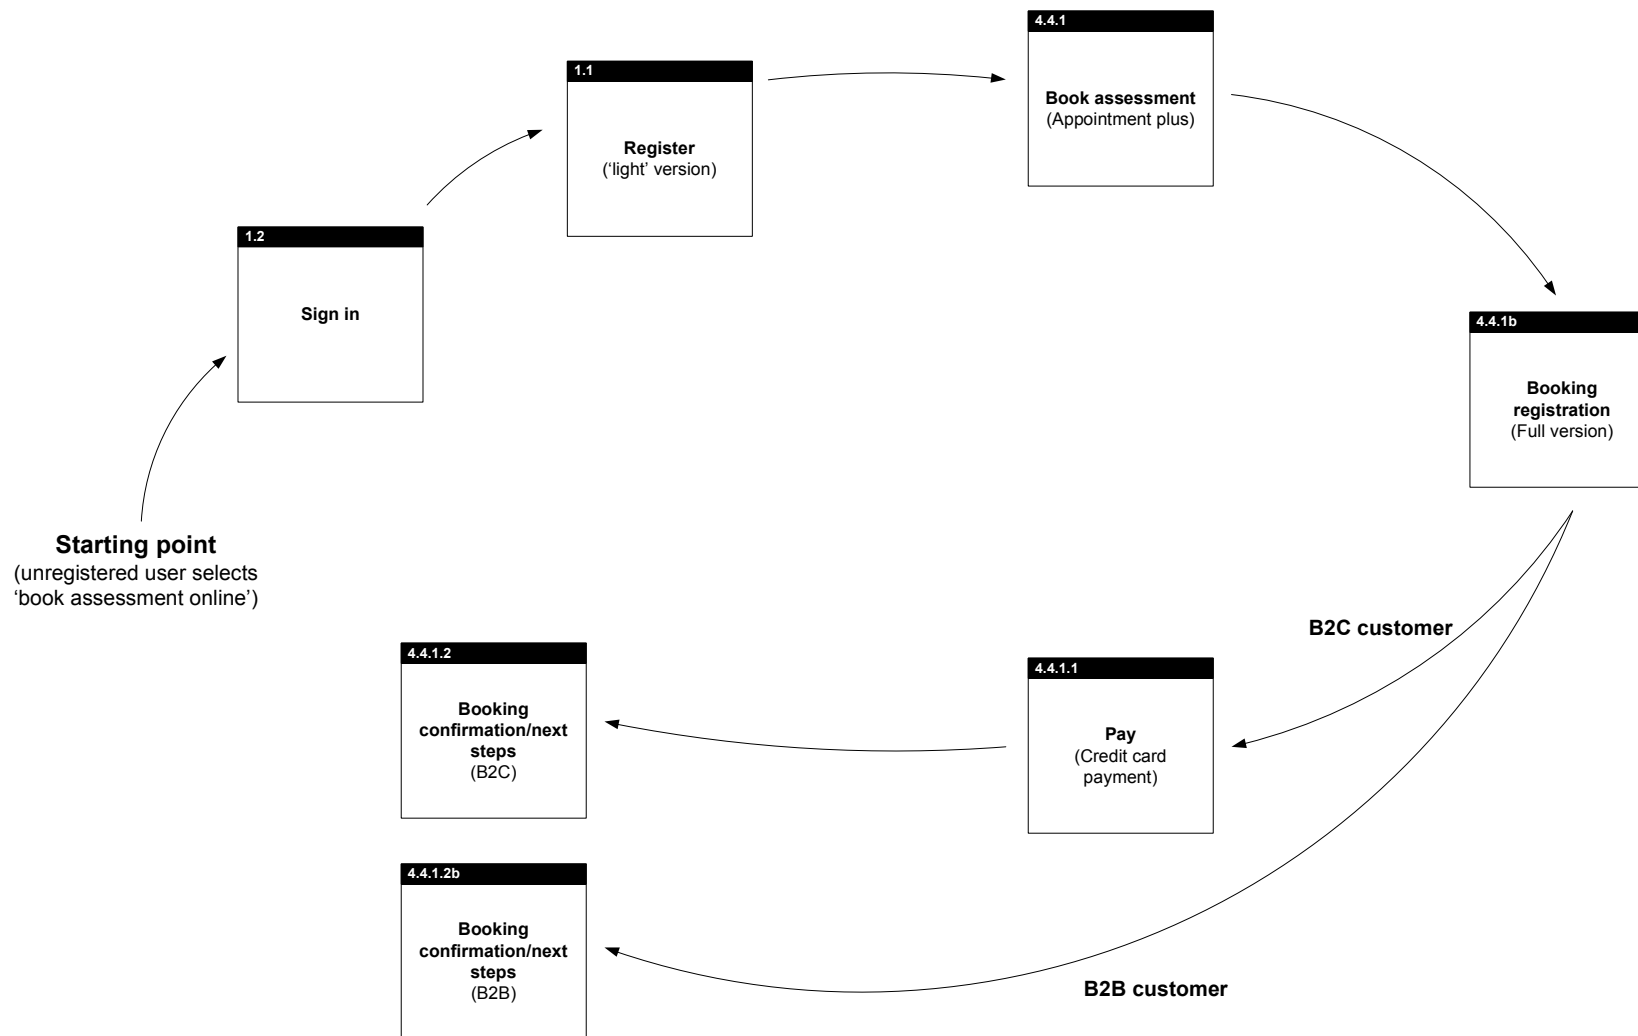 4.4.1
Book assessment
(Appointment plus)
1.1
Register
(‘light’ version)
1.2
Sign in
4.4.1b
Booking
registration
(Full version)
Starting point
(unregistered user selects
‘book assessment online’)
B2C customer
4.4.1.2
Booking
confirmation/next
steps
(B2C)
4.4.1.1
Pay
(Credit card
payment)
4.4.1.2b
Booking
confirmation/next
steps
(B2B)
B2B customer